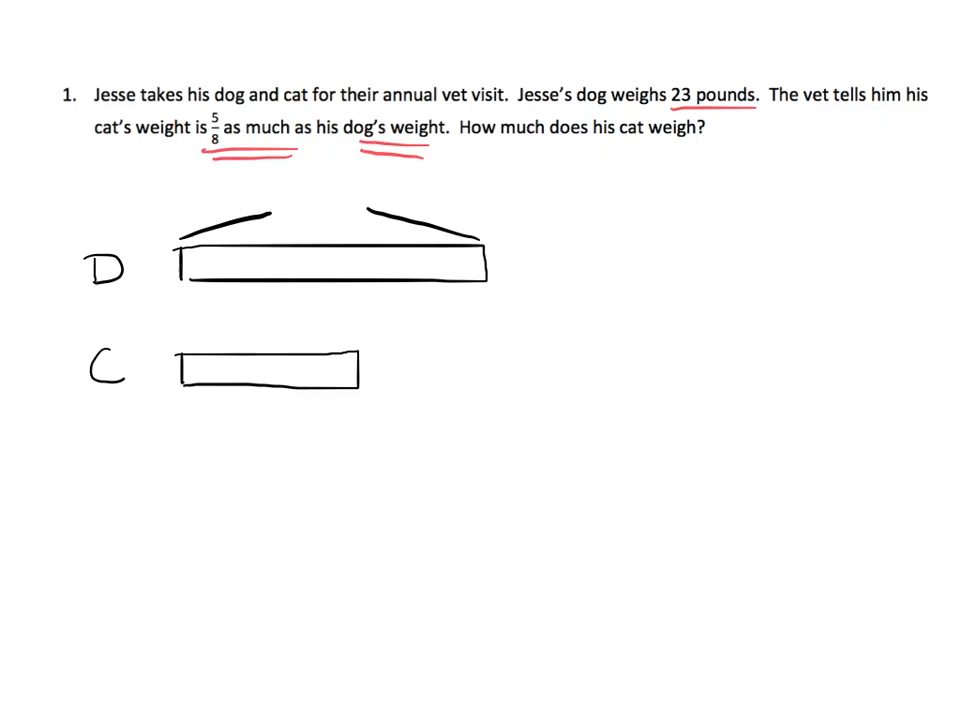 1. Jesse takes his dog and cat for their annual vet visit. Jesse's dog weighs 23 pounds. The vet tells him his
cat's weight is 5/8 as much as his dog's weight. How much does his cat weigh?
D
C